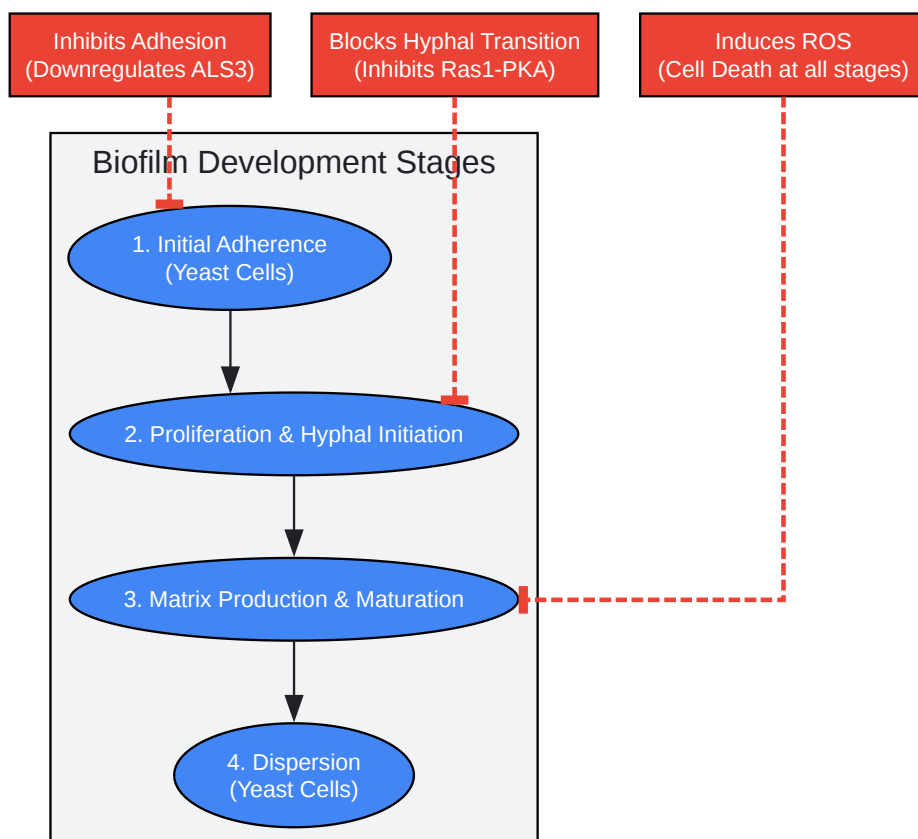 Inhibits Adhesion
(Downregulates ALS3)
Blocks Hyphal Transition
(Inhibits Ras1-PKA)
Induces ROS
(Cell Death at all stages)
Biofilm Development Stages
1. Initial Adherence
(Yeast Cells)
2. Proliferation & Hyphal Initiation
3. Matrix Production & Maturation
4. Dispersion
(Yeast Cells)